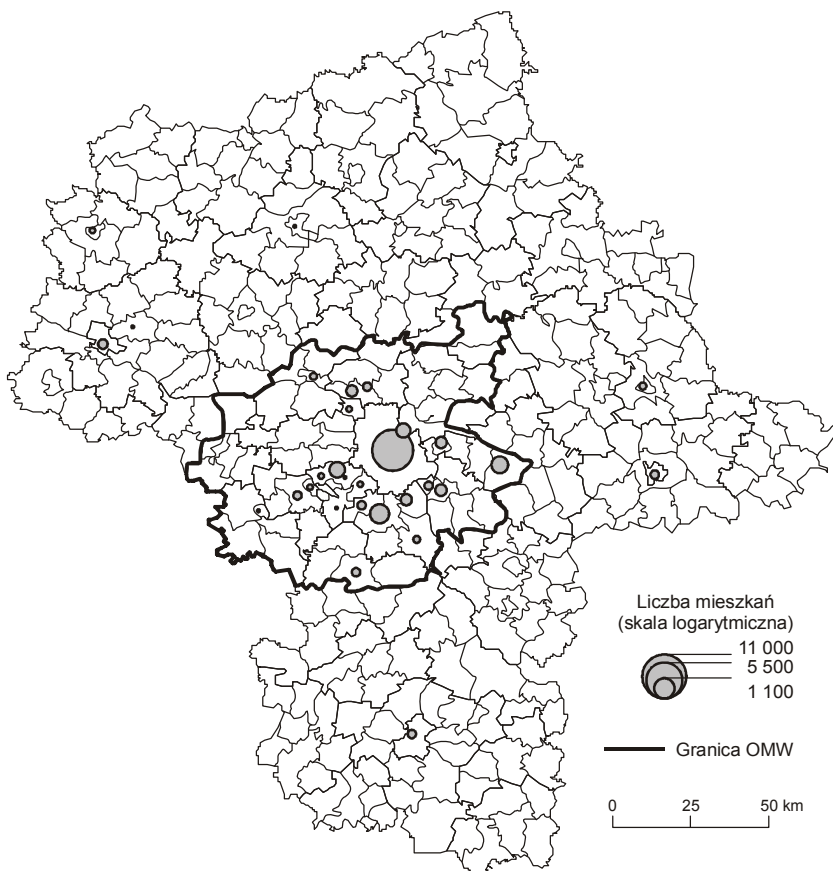 Liczba mieszkań
(skala logarytmiczna)
11 000
5 500
1 100
Granica OMW
0 25 50 km